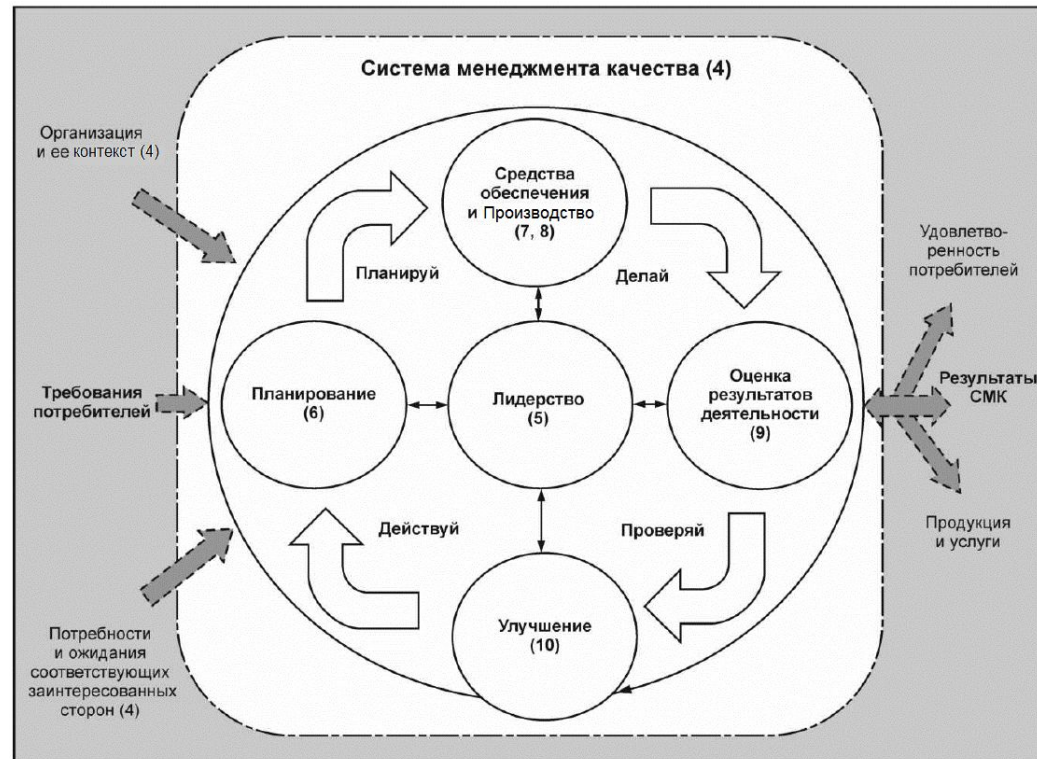 Система менеджмента качества (4)
Организация
и ее контекст (4)
Средства
обеспечения
и Производство
(7, 8)
Удовлетво-
ренность
потребителей
Планируй
Делай
Требования
потребителей
Планирование
(6)
Лидерство
(5)
Оценка
результатов
деятельности
(9)
Результаты
СМК
Действуй
Проверяй
Продукция
и услуги
Улучшение
(10)
Потребности
и ожидания
соответствующих
заинтересованных
сторон (4)